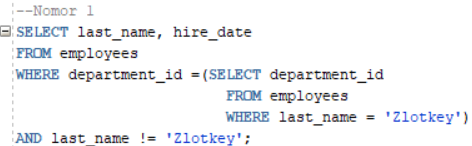 --Nomor 1
SELECT last_name, hire_date
FROM employees
WHERE department_id =(SELECT department_id
FROM employees
WHERE last_name = 'Zlotkey')
AND last_name != 'Zlotkey';